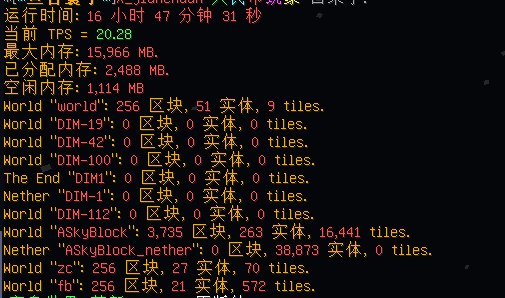 运行时间: 16 小时 47 分钟 31 秒
当前 TPS = 20.28
最大内存: 15,966 MB.
已分配内存: 2,488 MB.
空闲内存: 1,114 MB
World "world": 256 区块, 51 实体, 9 tiles.
World "DIM-19": 0 区块, 0 实体, 0 tiles.
World "DIM-42": 0 区块, 0 实体, 0 tiles.
World "DIM-100": 0 区块, 0 实体, 0 tiles.
The End "DIM1": 0 区块, 0 实体, 0 tiles.
Nether "DIM-1": 0 区块, 0 实体, 0 tiles.
World "DIM-112": 0 区块, 0 实体, 0 tiles.
World "ASkyBlock": 3,735 区块, 263 实体, 16,441 tiles.
Nether "ASkyBlock_nether": 0 区块, 38,873 实体, 0 tiles.
World "zc": 256 区块, 27 实体, 70 tiles.
World "fb": 256 区块, 21 实体, 572 tiles.